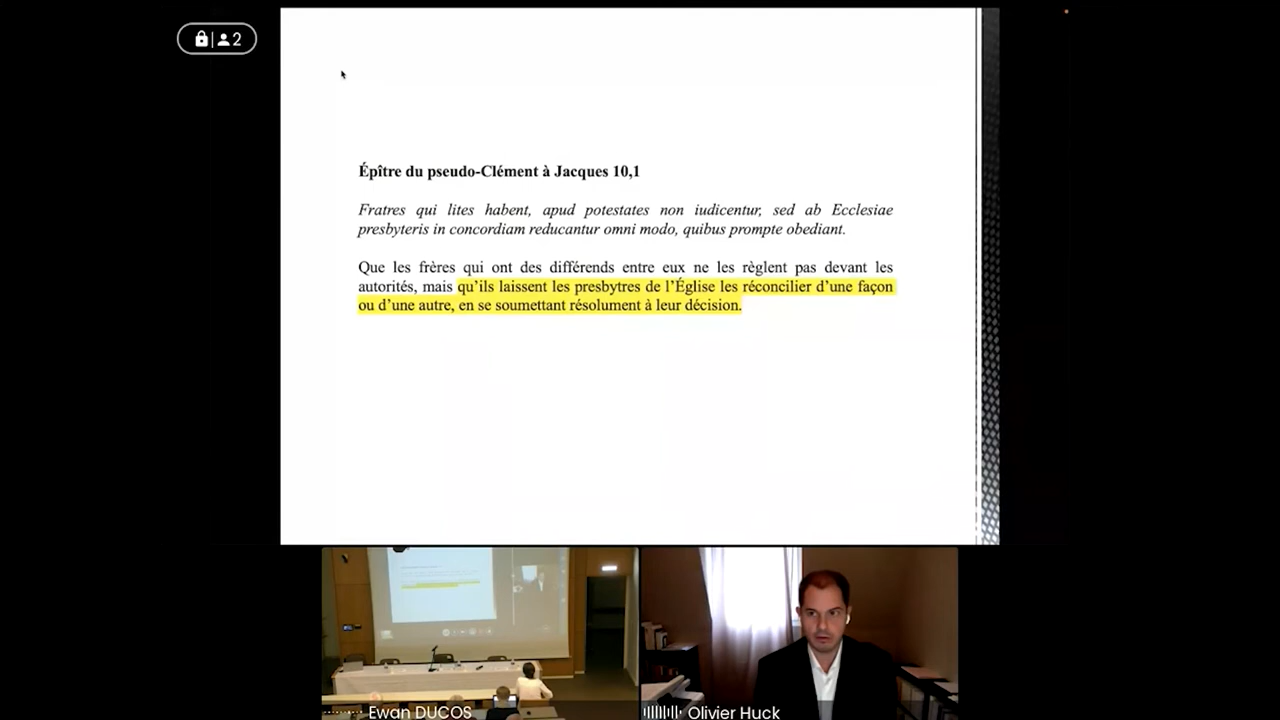 2
Épître du pseudo-Clément à Jacques 10,1
Fratres qui lites habent, apud potestates non iudicentur, sed ab Ecclesiae
presbyteris in concordiam reducantur omni modo, quibus prompte obediant.
Que les frères qui ont des différends entre eux ne les règlent pas devant les
autorités, mais qu’ils laissent les presbytres de l’Église les réconcilier d’une façon
ou d’une autre, en se soumettant résolument à leur décision.
Ewan DUCOS
Olivier Huck